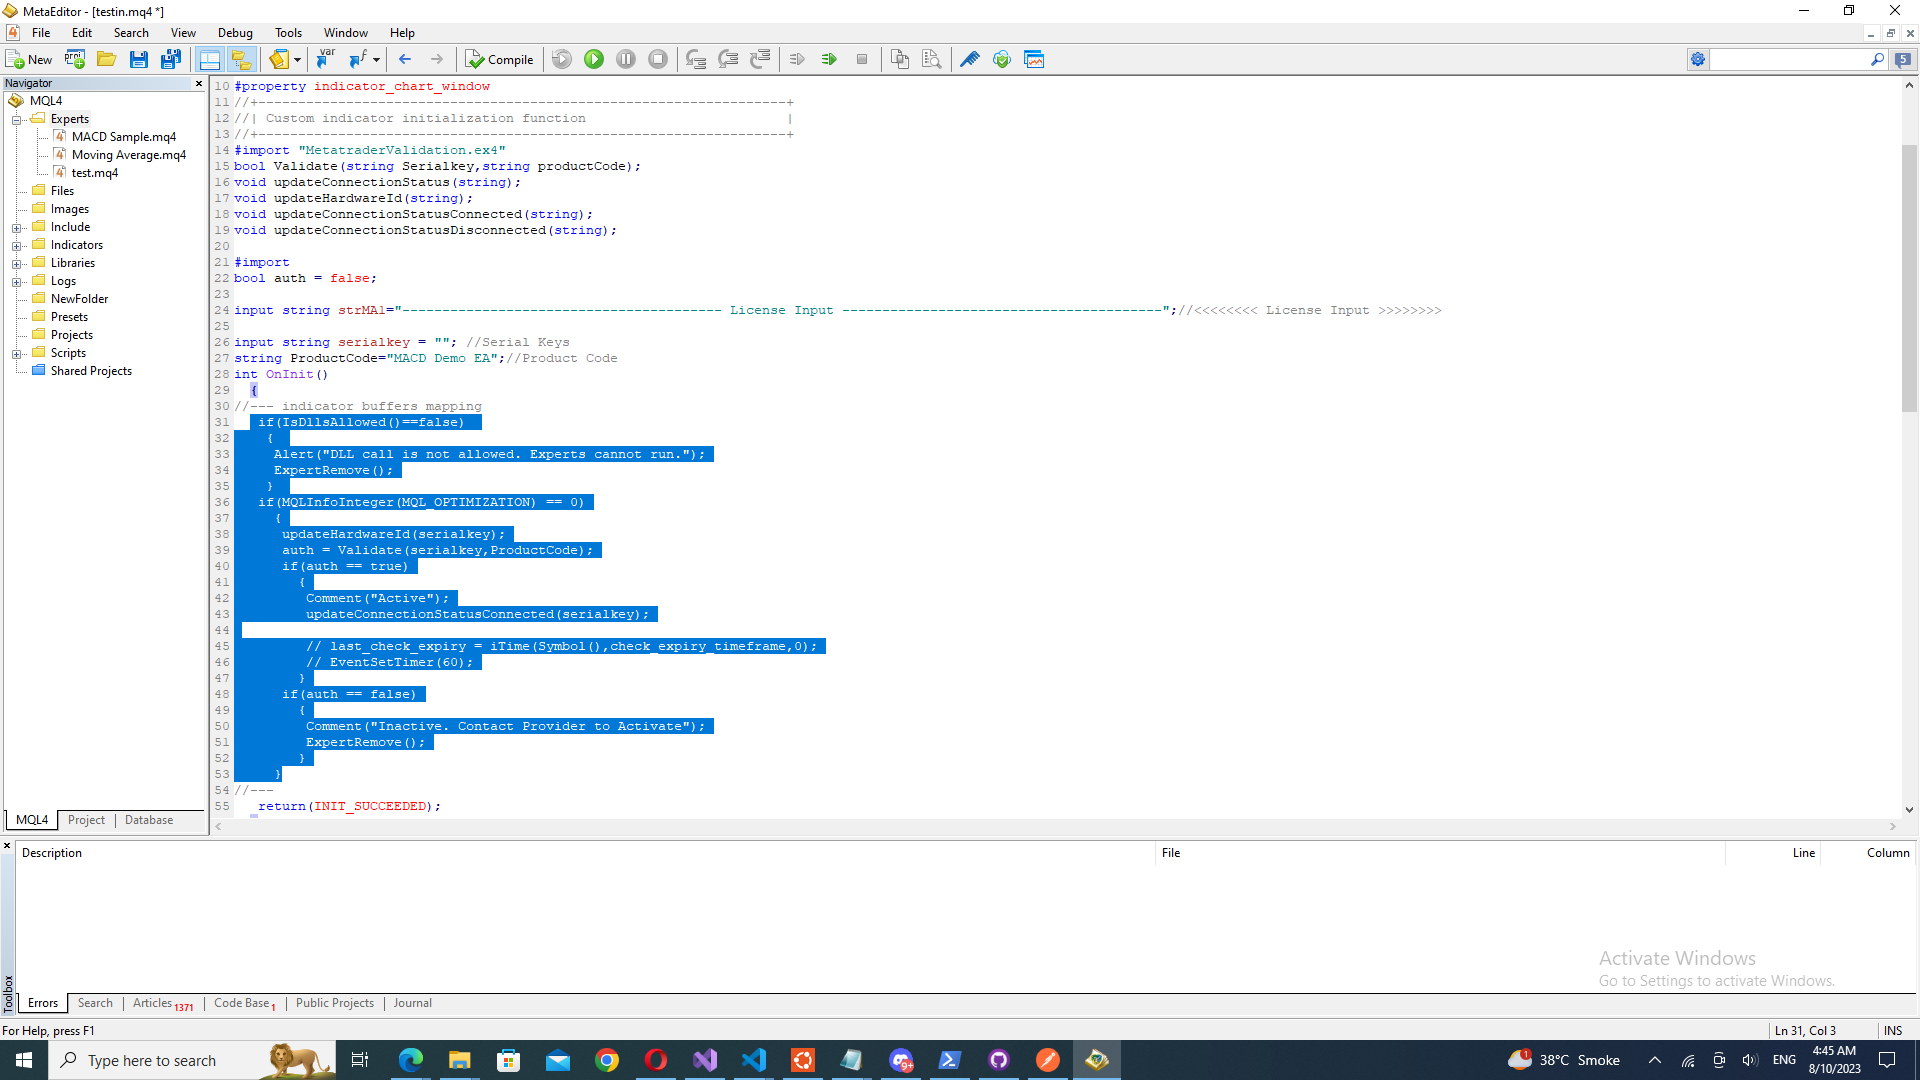 MetaEditor - [testin.mq4 *]
File Edit Search View Debug Tools Window Help
New Compile 5
Navigator
MQL4
Experts
MACD Sample.mq4
Moving Average.mq4
test.mq4
Files
Images
Include
Indicators
Libraries
Logs
NewFolder
Presets
Projects
Scripts
Shared Projects
MQL4 Project Database
10 #property indicator_chart_window
11 //+------------------------------------------------------------------+
12 //| Custom indicator initialization function                         |
13 //+------------------------------------------------------------------+
14 #import "MetatraderValidation.ex4"
15 bool Validate(string Serialkey,string productCode);
16 void updateConnectionStatus(string);
17 void updateHardwareId(string);
18 void updateConnectionStatusConnected(string);
19 void updateConnectionStatusDisconnected(string);
20
21 #import
22 bool auth = false;
23
24 input string strMA1="---------------------------------------- License Input ----------------------------------------";//<<<<<<<< License Input >>>>>>>>
25
26 input string serialkey = ""; //Serial Keys
27 string ProductCode="MACD Demo EA";//Product Code
28 int OnInit()
29 {
30 //--- indicator buffers mapping
31 if(IsDllsAllowed()==false)
32 {
33 Alert("DLL call is not allowed. Experts cannot run.");
34 ExpertRemove();
35 }
36 if(MQLInfoInteger(MQL_OPTIMIZATION) == 0)
37 {
38 updateHardwareId(serialkey);
39 auth = Validate(serialkey,ProductCode);
40 if(auth == true)
41 {
42 Comment("Active");
43 updateConnectionStatusConnected(serialkey);
44
45 // last_check_expiry = iTime(Symbol(),check_expiry_timeframe,0);
46 // EventSetTimer(60);
47 }
48 if(auth == false)
49 {
50 Comment("Inactive. Contact Provider to Activate");
51 ExpertRemove();
52 }
53 }
54 //---
55 return(INIT_SUCCEEDED);
Description File Line Column
Activate Windows
Go to Settings to activate Windows.
Toolbox
Errors Search Articles 1371 Code Base 1 Public Projects Journal
For Help, press F1 Ln 31, Col 3 INS
Type here to search 9+ 1 38°C Smoke ENG 4:45 AM
8/10/2023